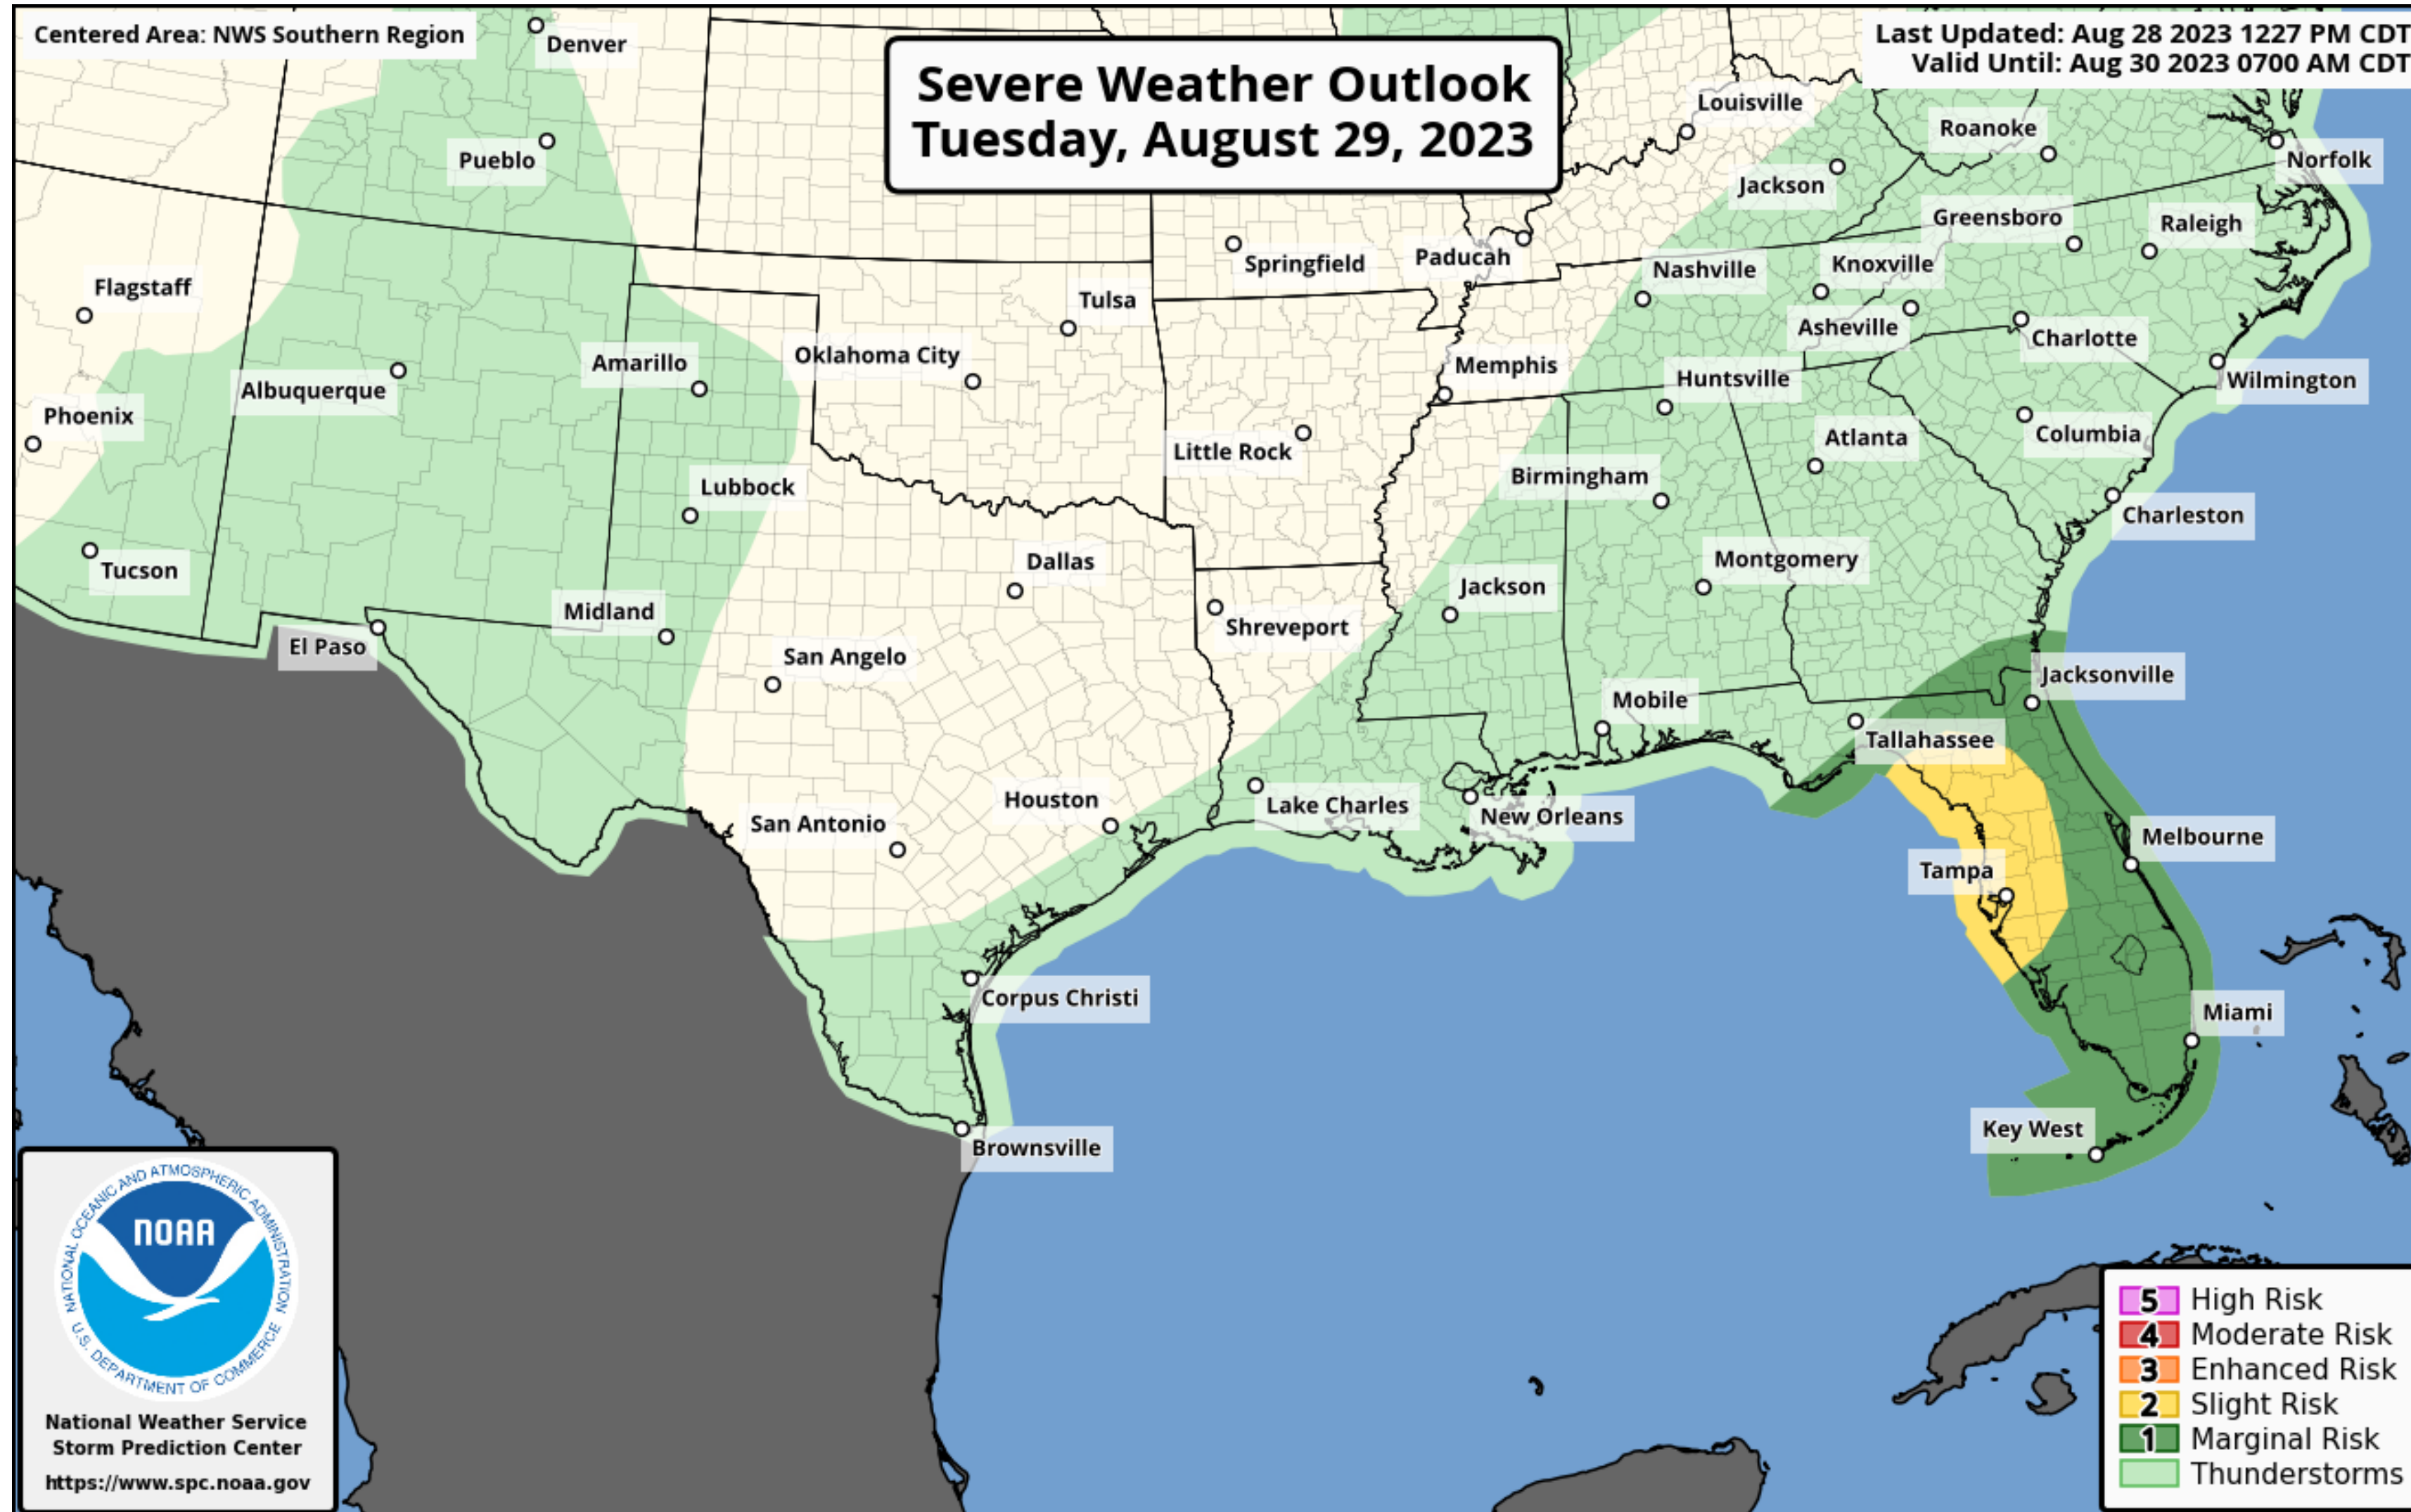 Centered Area: NWS Southern Region
Severe Weather Outlook
Tuesday, August 29, 2023
Last Updated: Aug 28 2023 1227 PM CDT
Valid Until: Aug 30 2023 0700 AM CDT
Denver
Louisville
Pueblo
Roanoke
Norfolk
Jackson
Greensboro
Raleigh
Flagstaff
Springfield
Paducah
Nashville
Knoxville
Tulsa
Asheville
Charlotte
Amarillo
Oklahoma City
Memphis
Huntsville
Wilmington
Albuquerque
Phoenix
Little Rock
Atlanta
Columbia
Lubbock
Birmingham
Charleston
Tucson
Dallas
Montgomery
Midland
Jackson
El Paso
San Angelo
Shreveport
Jacksonville
Mobile
Tallahassee
San Antonio
Houston
Lake Charles
New Orleans
Melbourne
Tampa
Corpus Christi
Miami
Key West
Brownsville
NATIONAL OCEANIC AND ATMOSPHERIC ADMINISTRATION
NOAA
U.S. DEPARTMENT OF COMMERCE
National Weather Service
Storm Prediction Center
https://www.spc.noaa.gov
5 High Risk
4 Moderate Risk
3 Enhanced Risk
2 Slight Risk
1 Marginal Risk
Thunderstorms